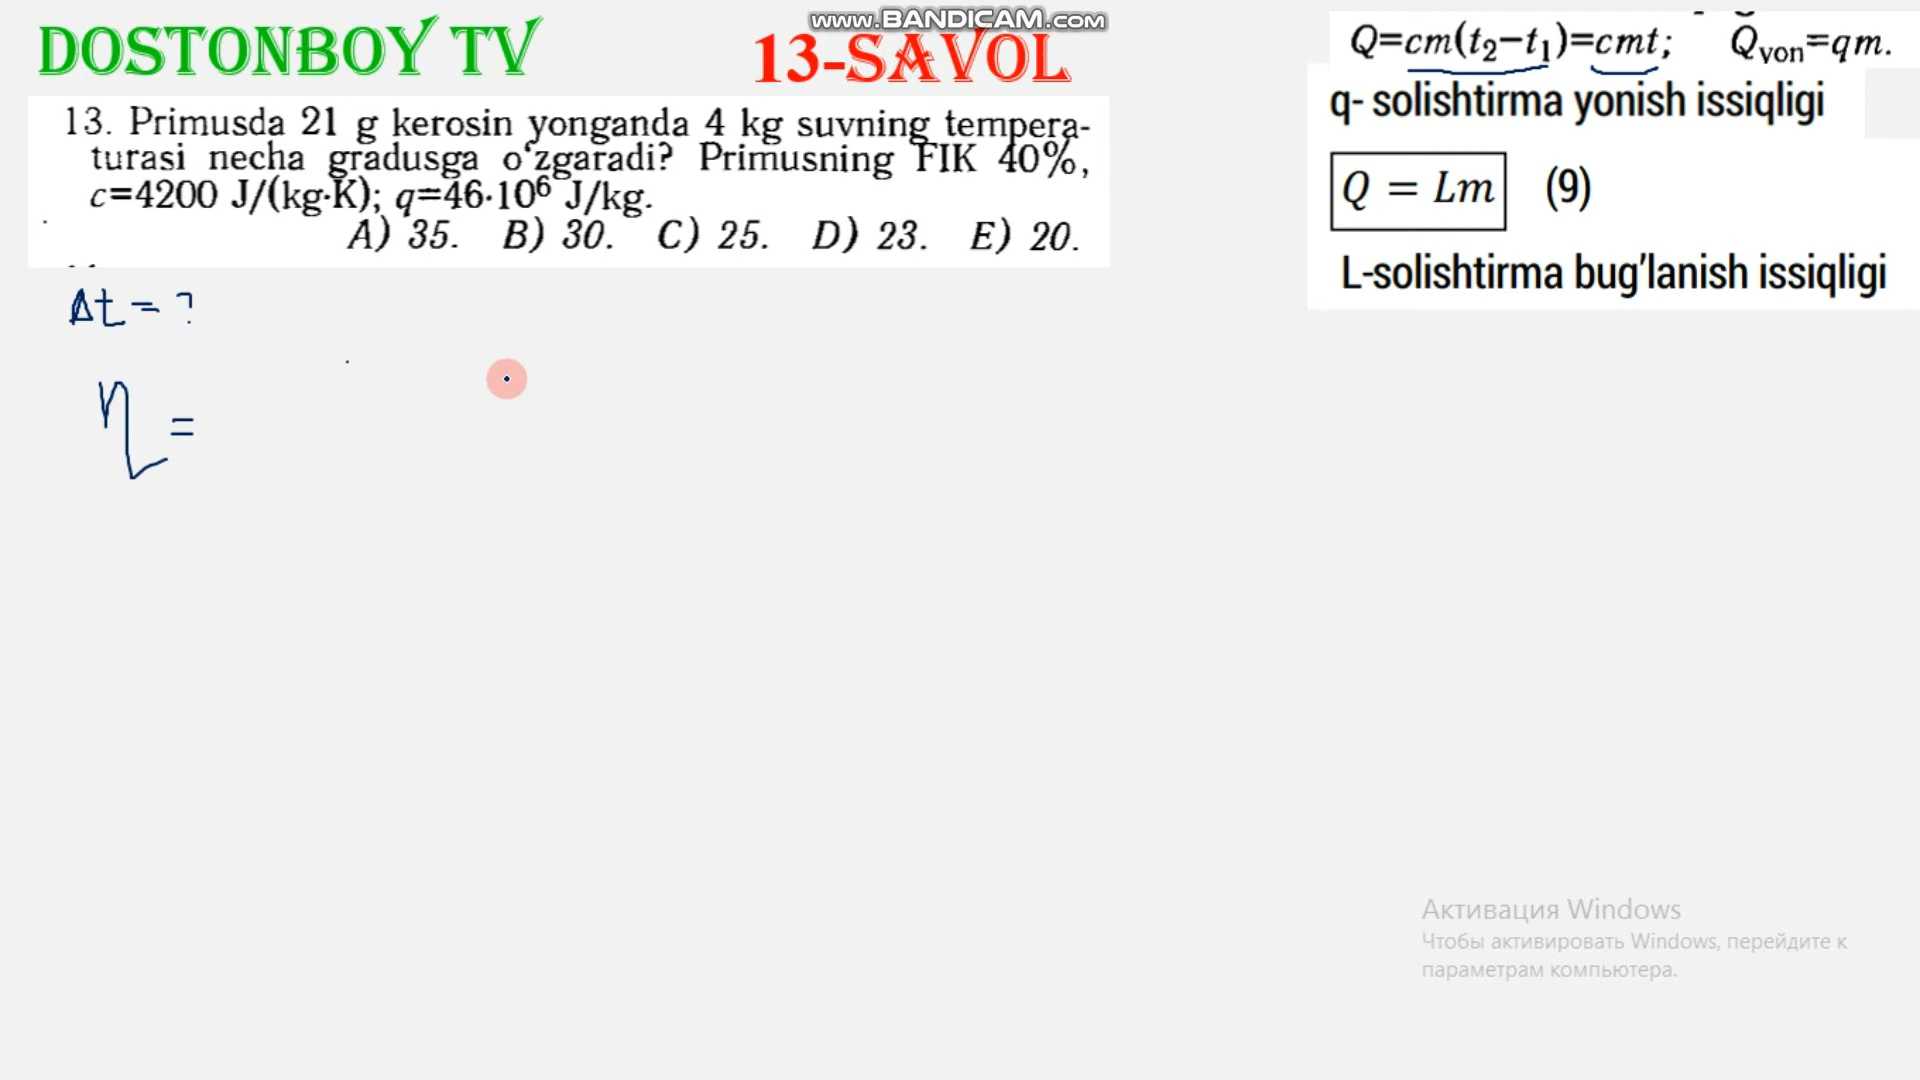 www.BANDICAM.com
DOSTONBOY TV
13-SAVOL
13. Primusda 21 g kerosin yonganda 4 kg suvning tempera-
turasi necha gradusga o‘zgaradi? Primusning FIK 40%,
c=4200 J/(kg·K); q=46·10⁶ J/kg.
A) 35. B) 30. C) 25. D) 23. E) 20.
Δt = ?
η =
Q=cm(t₂−t₁)=cmt; Qyon=qm.
q- solishtirma yonish issiqligi
Q = Lm (9)
L-solishtirma bug’lanish issiqligi
Активация Windows
Чтобы активировать Windows, перейдите к
параметрам компьютера.